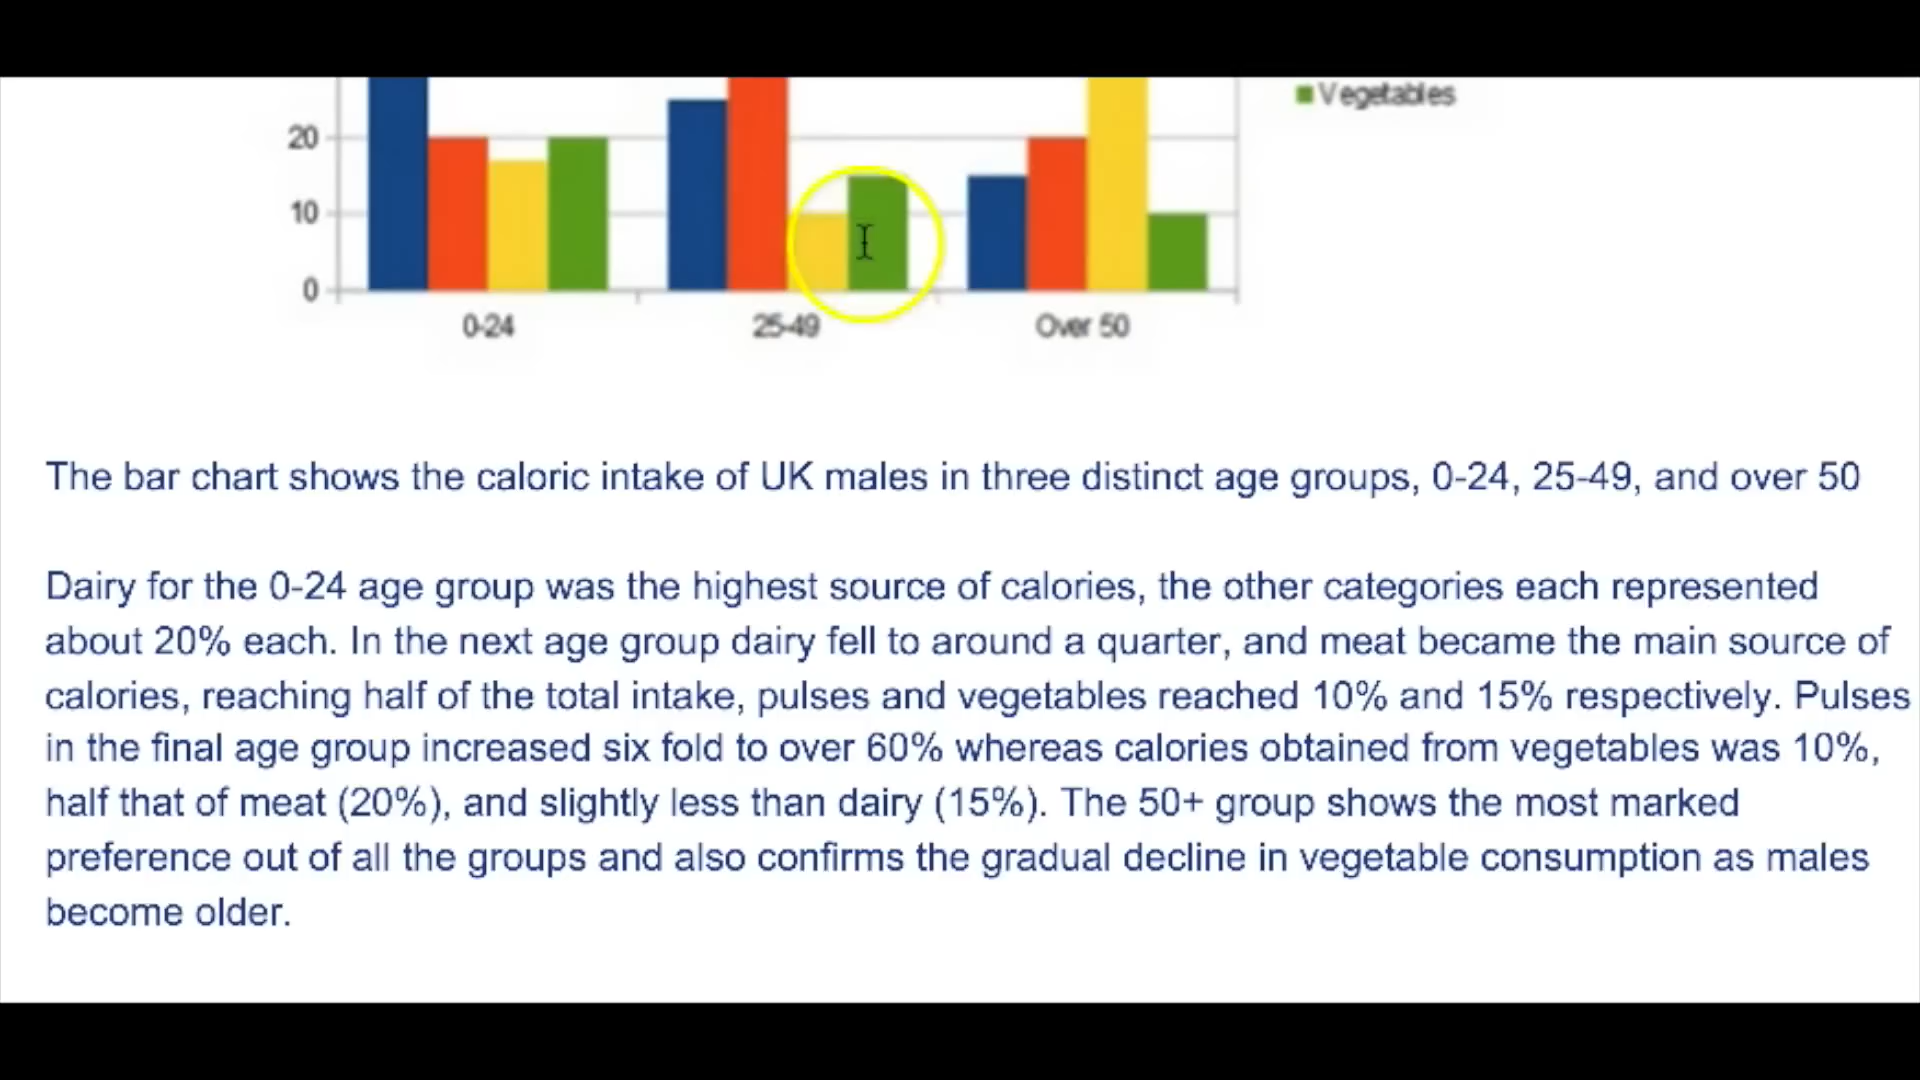 Vegetables
20
10
0
0-24 25-49 Over 50
The bar chart shows the caloric intake of UK males in three distinct age groups, 0-24, 25-49, and over 50
Dairy for the 0-24 age group was the highest source of calories, the other categories each represented
about 20% each. In the next age group dairy fell to around a quarter, and meat became the main source of
calories, reaching half of the total intake, pulses and vegetables reached 10% and 15% respectively. Pulses
in the final age group increased six fold to over 60% whereas calories obtained from vegetables was 10%,
half that of meat (20%), and slightly less than dairy (15%). The 50+ group shows the most marked
preference out of all the groups and also confirms the gradual decline in vegetable consumption as males
become older.